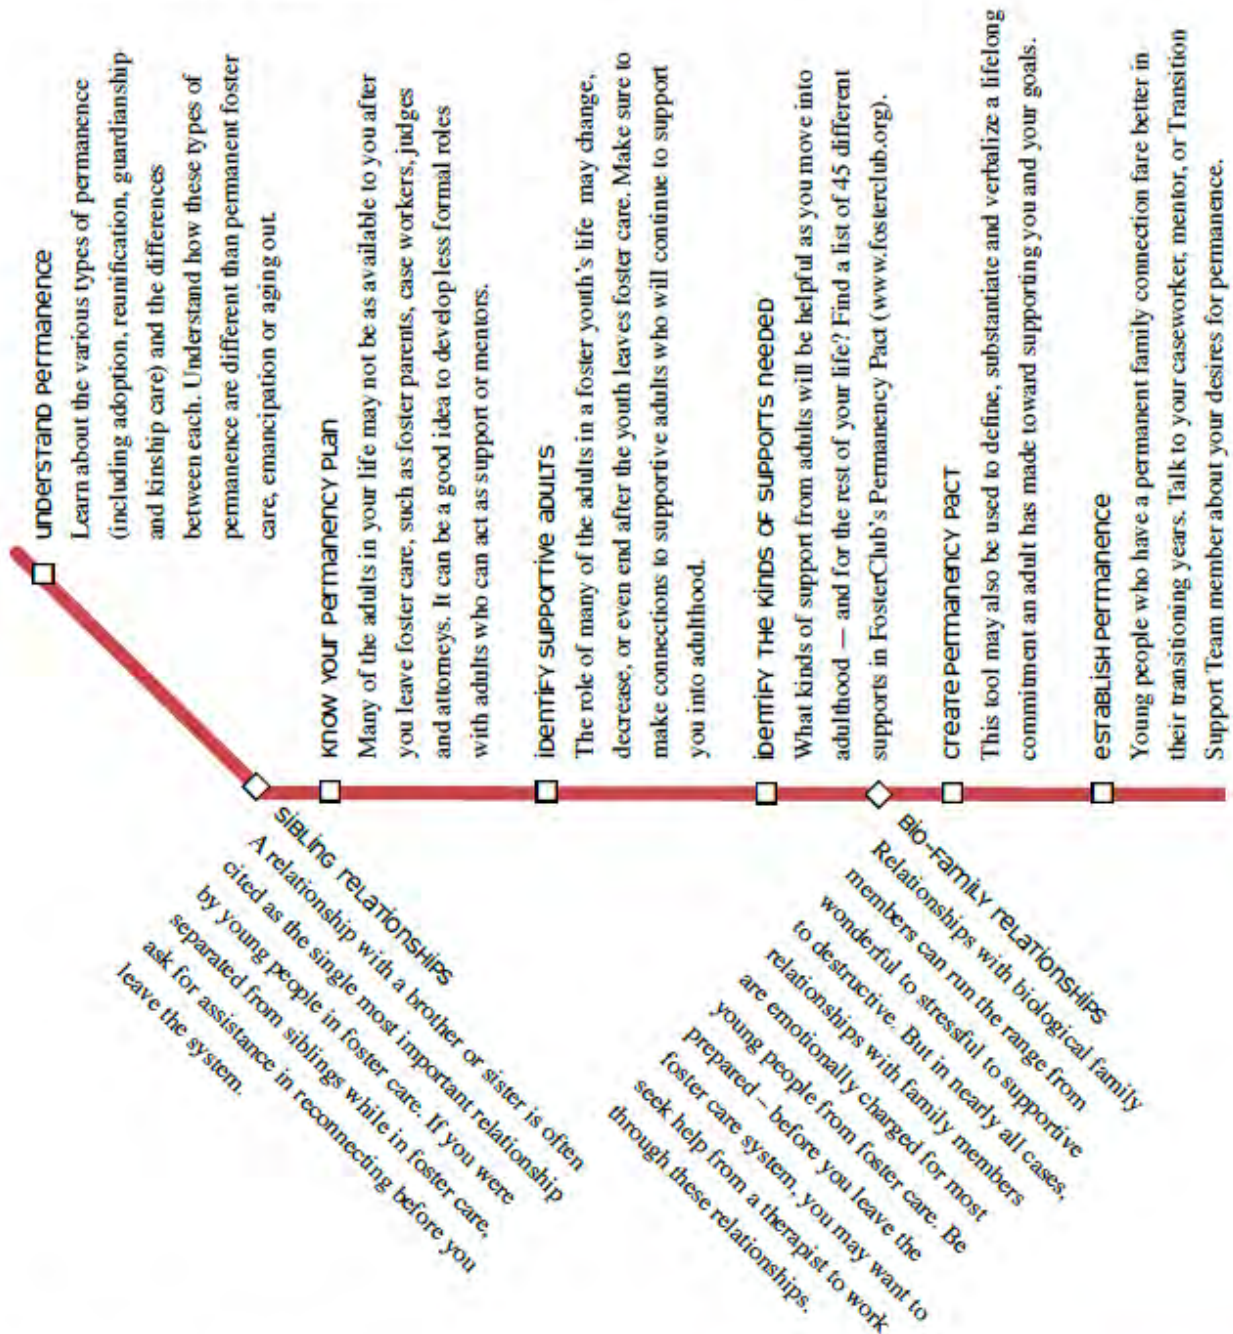 UNDERSTAND PERMANENCE
Learn about the various types of permanence
(including adoption, reunification, guardianship
and kinship care) and the differences
between each. Understand how these types of
permanence are different than permanent foster
care, emancipation or aging out.
SIBLING RELATIONSHIPS
A relationship with a brother or sister is often
cited as the single most important relationship
by young people in foster care. If you were
separated from siblings while in foster care,
ask for assistance in reconnecting before you
leave the system.
KNOW YOUR PERMANENCY PLAN
Many of the adults in your life may not be as available to you after
you leave foster care, such as foster parents, case workers, judges
and attorneys. It can be a good idea to develop less formal roles
with adults who can act as support or mentors.
IDENTIFY SUPPORTIVE ADULTS
The role of many of the adults in a foster youth's life may change,
decrease, or even end after the youth leaves foster care. Make sure to
make connections to supportive adults who will continue to support
you into adulthood.
IDENTIFY THE KINDS OF SUPPORTS NEEDED
What kinds of support from adults will be helpful as you move into
adulthood — and for the rest of your life? Find a list of 45 different
supports in FosterClub's Permanency Pact (www.fosterclub.org).
BIO-FAMILY RELATIONSHIPS
Relationships with biological family
members can run the range from
wonderful to stressful to supportive
to destructive. But in nearly all cases,
relationships with family members
are emotionally charged for most
young people from foster care. Be
prepared – before you leave the
foster care system, you may want to
seek help from a therapist to work
through these relationships.
CREATE PERMANENCY PACT
This tool may also be used to define, substantiate and verbalize a lifelong
commitment an adult has made toward supporting you and your goals.
ESTABLISH PERMANENCE
Young people who have a permanent family connection fare better in
their transitioning years. Talk to your caseworker, mentor, or Transition
Support Team member about your desires for permanence.